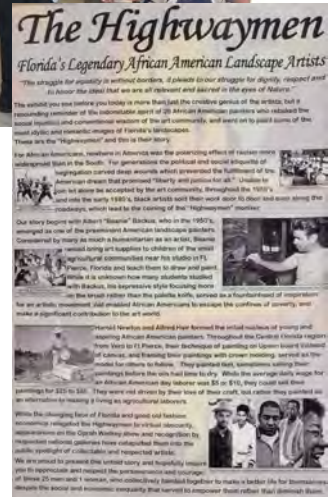 The Highwaymen
Florida's Legendary African American Landscape Artists
"This struggle for equality is without borders, it pleads to our struggle for dignity, respect and
to honor the ideal that we are all relevant and sacred in the eyes of Nature."
The exhibit you see before you today is more than just the creative genius of the artists, but a
resounding reminder of the indomitable spirit of 26 African American painters who rebuked the
social injustice and conventional wisdom of the art community, and went on to paint some of the
most idyllic and romantic images of Florida's landscapes.
These are the "Highwaymen" and this is their story.
For African Americans, nowhere in America was the polarizing effect of racism more
widespread than in the South. For generations the political and social iniquities of
segregation carved deep wounds which prevented the fulfillment of the
American dream that promised "liberty and justice for all." Unable to
join let alone be accepted by the art community, throughout the 1950's
and into the early 1980's, black artists sold their work door to door and even along the
roadways, which lead to the coining of the "Highwaymen" moniker.
Our story begins with Albert "Beanie" Backus, who in the 1950's,
emerged as one of the preeminent American landscape painters.
Considered by many as much a humanitarian as an artist, Beanie
would bring art supplies to children of the small
agricultural communities near his studio in Ft.
Pierce, Florida and teach them to draw and paint.
While it is unknown how many students studied
with Backus, his expressive style focusing more
on the brush rather than the palette knife, served as a fountainhead of inspiration
for an artistic movement that enabled African Americans to escape the confines of poverty, and
make a significant contribution to the art world.
Harold Newton and Alfred Hair formed the initial nucleus of young and
aspiring African American painters. Throughout the Central Florida region
from Vero to Ft Pierce, their technique of painting on Upson board instead
of canvas, and framing their paintings with crown molding, served as the
model for others to follow. They painted fast, sometimes selling their
paintings before the oils had time to dry. While the average daily wage for
an African American day laborer was $5 to $10, they could sell their
paintings for $25 to $30. They were not driven by their love of their craft, but rather they painted as
an alternative to making a living as agricultural laborers.
While the changing face of Florida and good old fashion
economics relegated the Highwaymen to virtual obscurity,
appearances on the Oprah Winfrey show and recognition by
respected national galleries have catapulted them into the
public spotlight of collectable and respected artists.
We are proud to present the untold story and hopefully inspire
you to appreciate and respect the perseverance and courage
of these 25 men and 1 woman, who collectively banded together to make a better life for themselves
despite the social and economic inequality that served to empower them rather than diminish them.